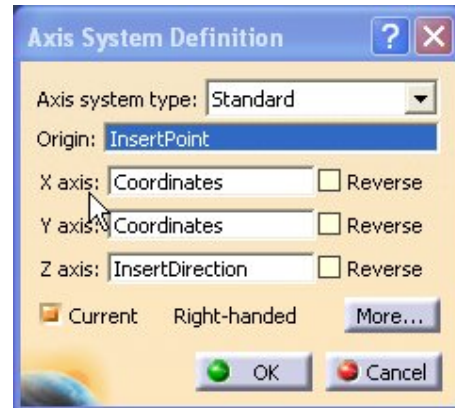 Axis System Definition ? X
Axis system type: Standard
Origin: InsertPoint
X axis: Coordinates Reverse
Y axis: Coordinates Reverse
Z axis: InsertDirection Reverse
Current Right-handed More...
OK Cancel